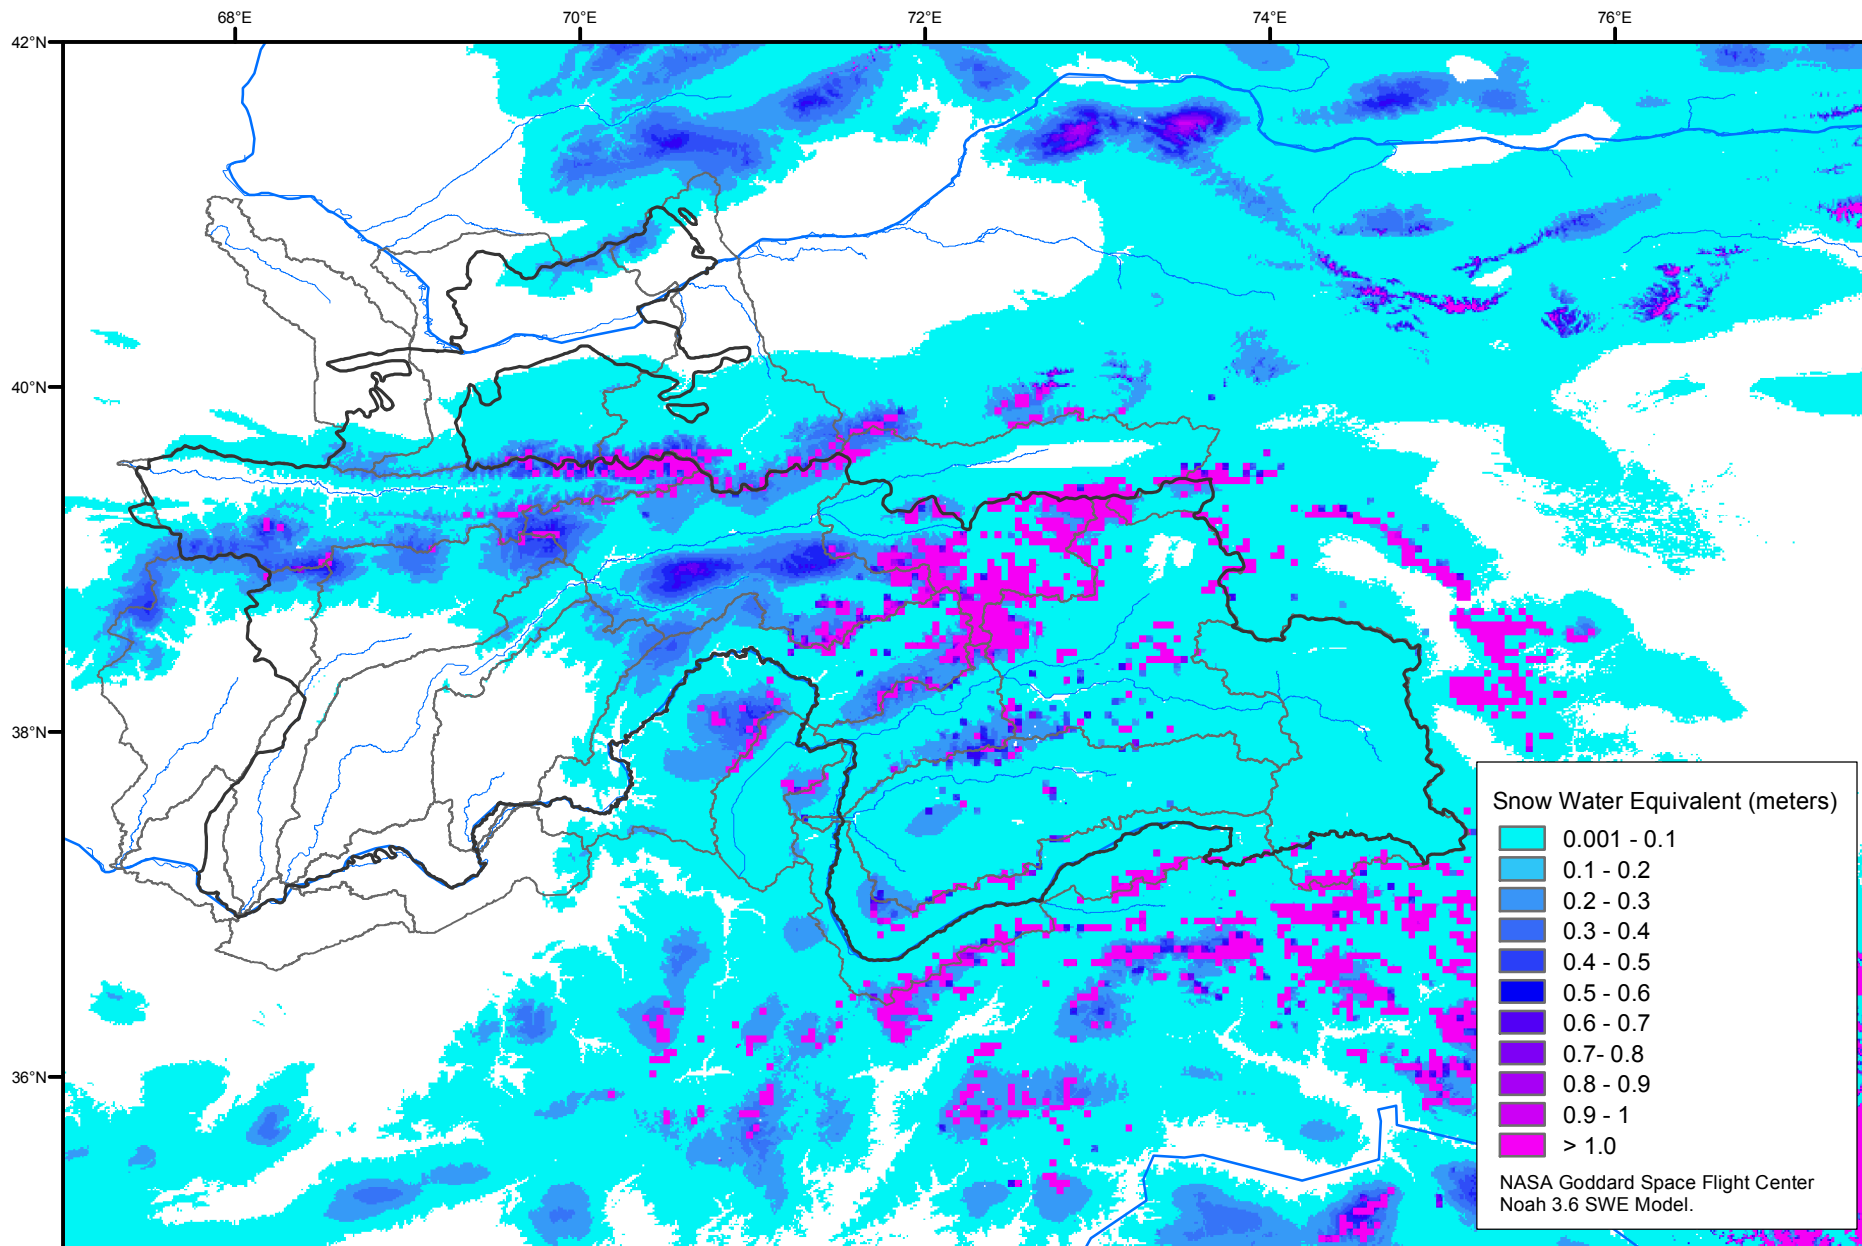 68°E 70°E 72°E 74°E 76°E
42°N
40°N
38°N
36°N
Snow Water Equivalent (meters)
0.001 - 0.1
0.1 - 0.2
0.2 - 0.3
0.3 - 0.4
0.4 - 0.5
0.5 - 0.6
0.6 - 0.7
0.7- 0.8
0.8 - 0.9
0.9 - 1
> 1.0
NASA Goddard Space Flight Center
Noah 3.6 SWE Model.